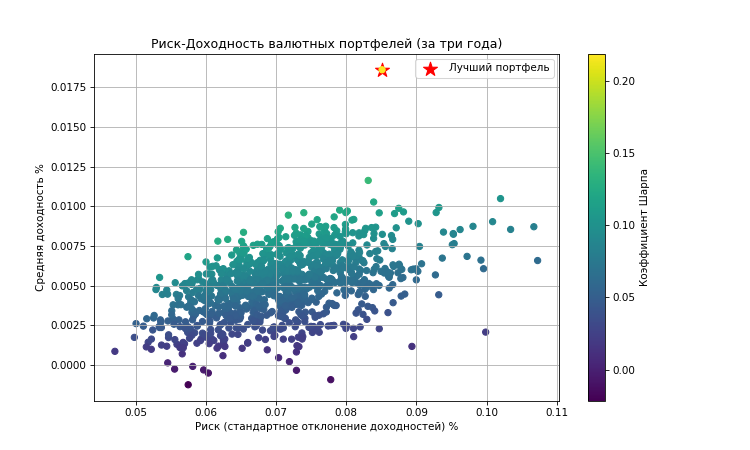 Риск-Доходность валютных портфелей (за три года)
Лучший портфель
0.0175
0.0150
0.0125
0.0100
0.0075
0.0050
0.0025
0.0000
Средняя доходность %
0.05 0.06 0.07 0.08 0.09 0.10 0.11
Риск (стандартное отклонение доходностей) %
0.20
0.15
0.10
0.05
0.00
Коэффициент Шарпа